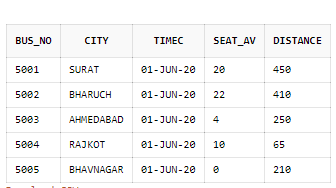 BUS_NO CITY TIMEC SEAT_AV DISTANCE
5001 SURAT 01-JUN-20 20 450
5002 BHARUCH 01-JUN-20 22 410
5003 AHMEDABAD 01-JUN-20 4 250
5004 RAJKOT 01-JUN-20 10 65
5005 BHAVNAGAR 01-JUN-20 0 210